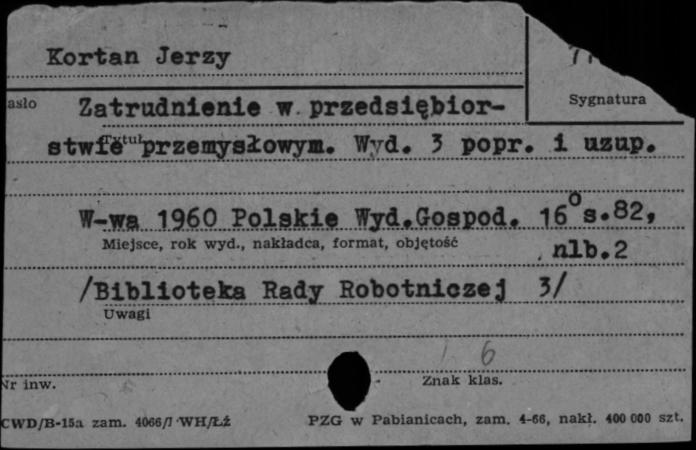 Kortan Jerzy
Sygnatura
asło Zatrudnienie w przedsiębior-
Tytuł
stwie przemysłowym. Wyd. 3 popr. i uzup.
W-wa 1960 Polskie Wyd.Gospod. 16° s.82,
Miejsce, rok wyd., nakładca, format, objętość
nlb.2
/Biblioteka Rady Robotniczej 3/
Uwagi
6
Nr inw.
Znak klas.
CWD/B-15a zam. 4066/I WH/Łż PZG w Pabianicach, zam. 4-66, nakł. 400 000 szt.